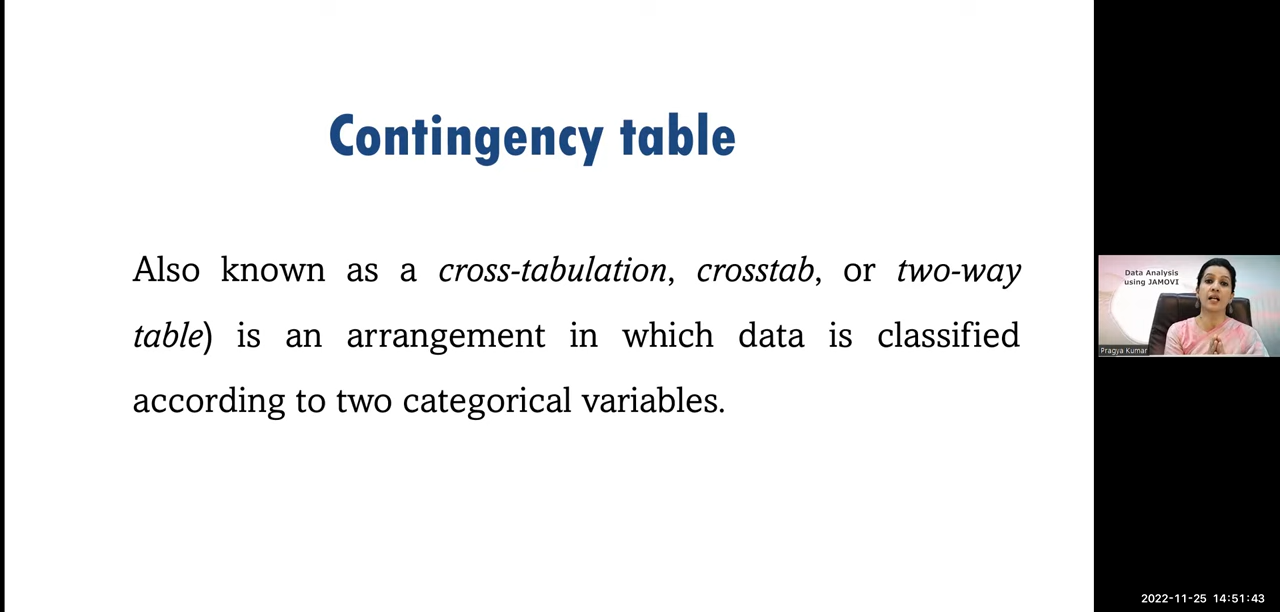 Contingency table
Also known as a cross-tabulation, crosstab, or two-way
table) is an arrangement in which data is classified
according to two categorical variables.
Data Analysis
using JAMOVI
Pragya Kumar
2022-11-25 14:51:43